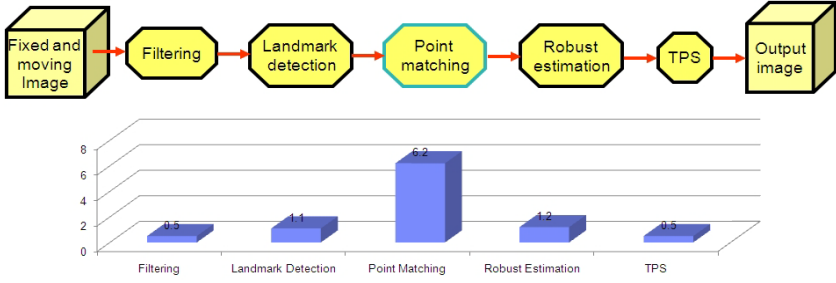 Fixed and
moving
Image
Filtering
Landmark
detection
Point
matching
Robust
estimation
TPS
Output
image
8
6
4
2
0
0.5
1.1
6.2
1.2
0.5
Filtering
Landmark Detection
Point Matching
Robust Estimation
TPS